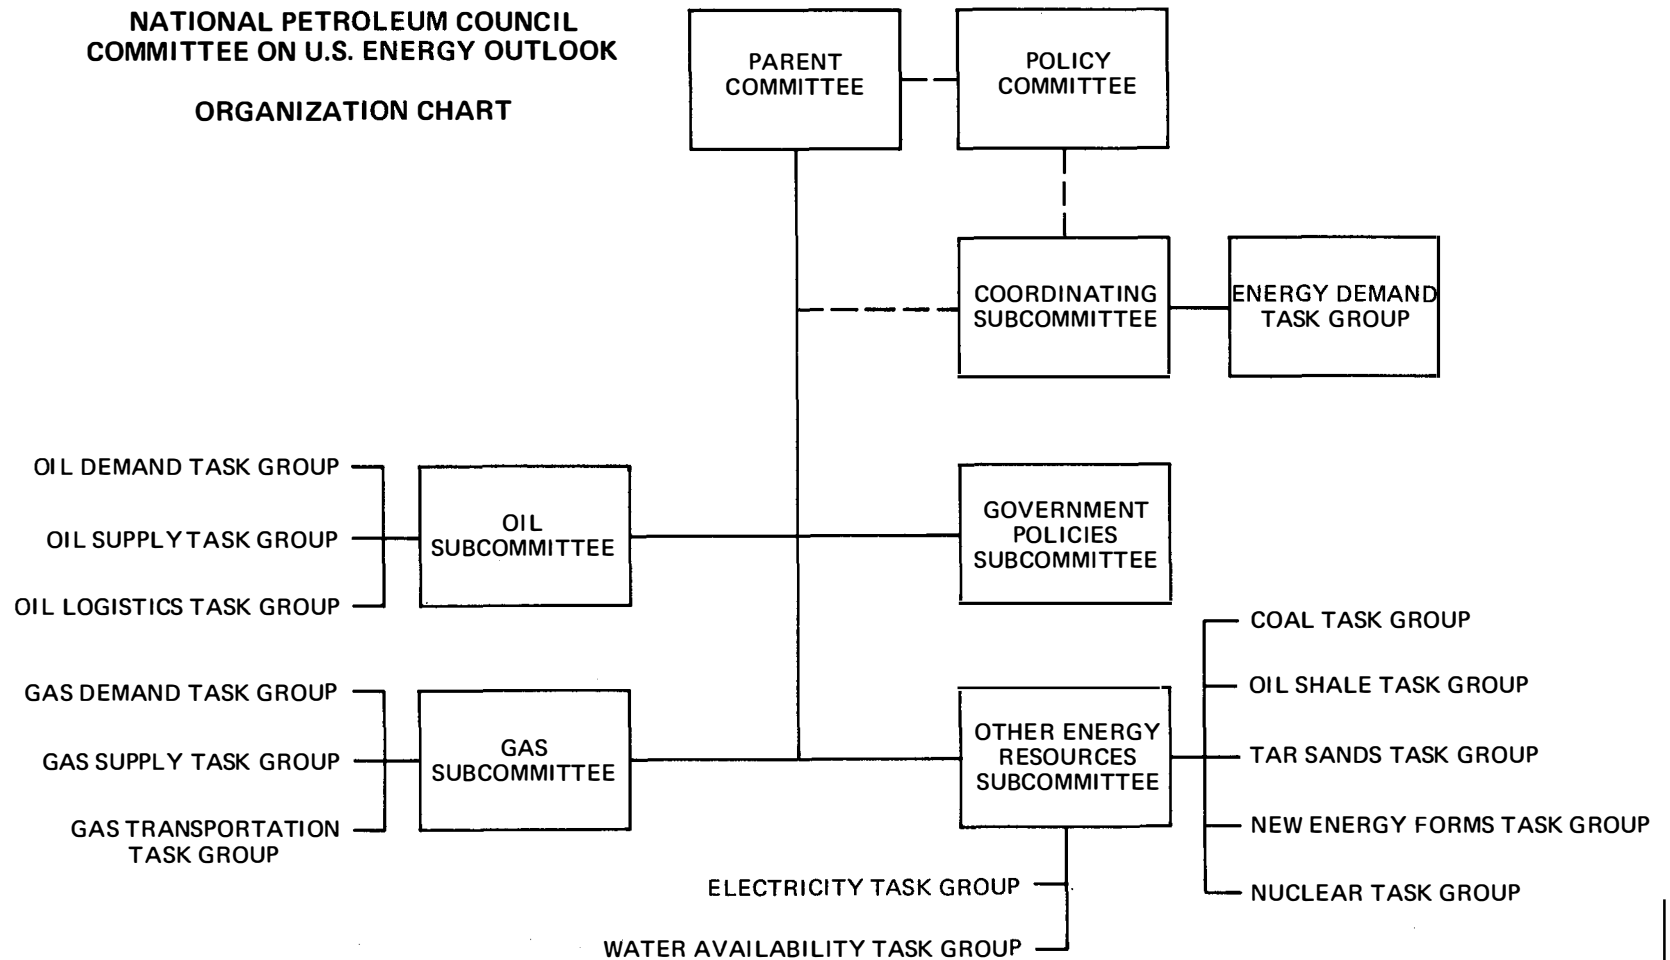 NATIONAL PETROLEUM COUNCIL
COMMITTEE ON U.S. ENERGY OUTLOOK
ORGANIZATION CHART
PARENT
COMMITTEE
POLICY
COMMITTEE
COORDINATING
SUBCOMMITTEE
ENERGY DEMAND
TASK GROUP
OIL DEMAND TASK GROUP
OIL SUPPLY TASK GROUP
OIL LOGISTICS TASK GROUP
OIL
SUBCOMMITTEE
GOVERNMENT
POLICIES
SUBCOMMITTEE
GAS DEMAND TASK GROUP
GAS SUPPLY TASK GROUP
GAS TRANSPORTATION
TASK GROUP
GAS
SUBCOMMITTEE
OTHER ENERGY
RESOURCES
SUBCOMMITTEE
COAL TASK GROUP
OIL SHALE TASK GROUP
TAR SANDS TASK GROUP
NEW ENERGY FORMS TASK GROUP
NUCLEAR TASK GROUP
ELECTRICITY TASK GROUP
WATER AVAILABILITY TASK GROUP